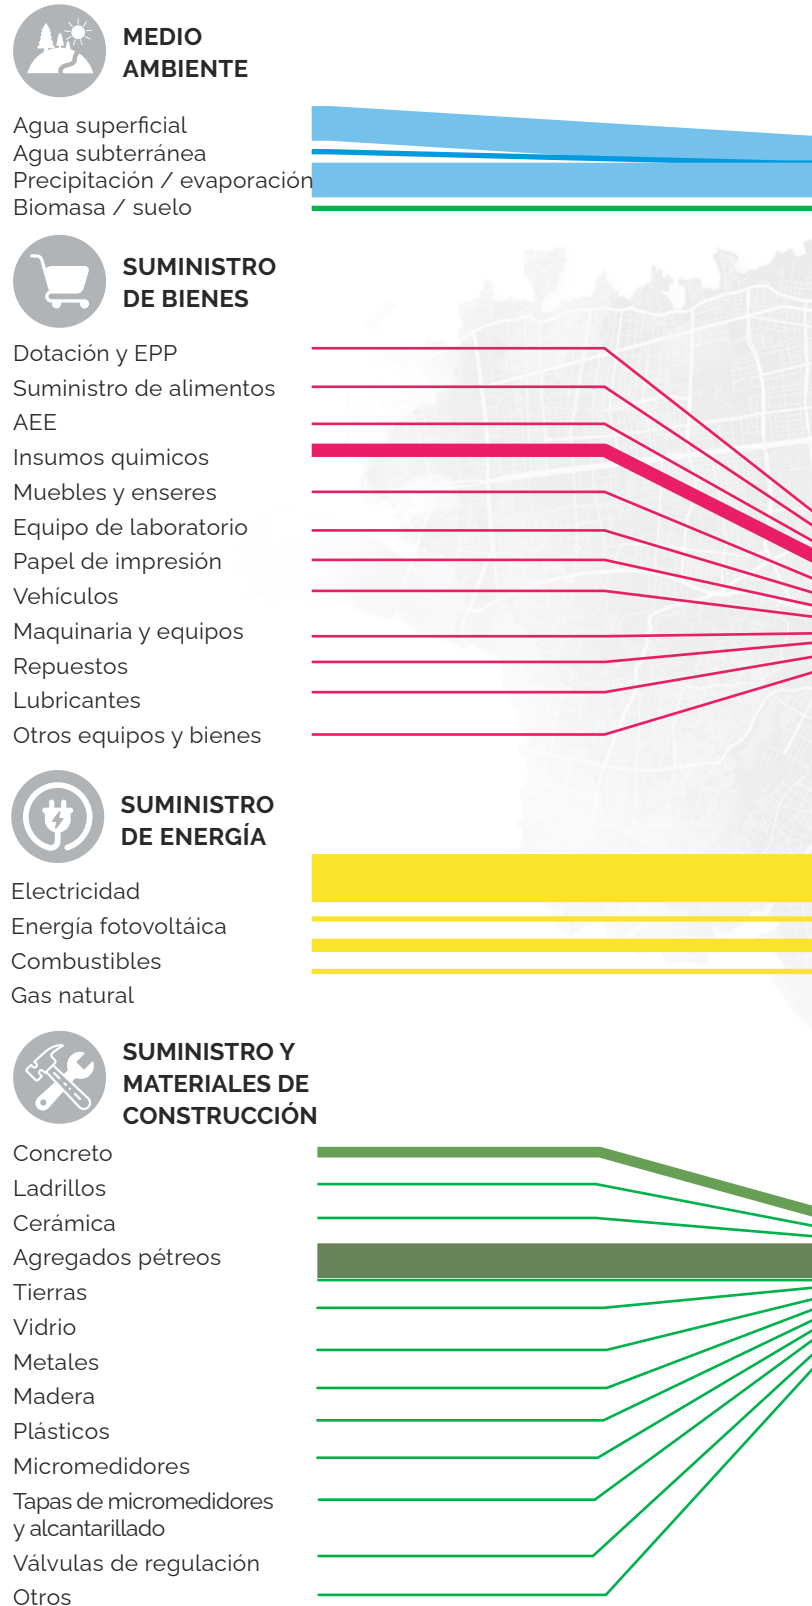 MEDIO
AMBIENTE
Agua superficial
Agua subterránea
Precipitación / evaporación
Biomasa / suelo
SUMINISTRO
DE BIENES
Dotación y EPP
Suministro de alimentos
AEE
Insumos quimicos
Muebles y enseres
Equipo de laboratorio
Papel de impresión
Vehículos
Maquinaria y equipos
Repuestos
Lubricantes
Otros equipos y bienes
SUMINISTRO
DE ENERGÍA
Electricidad
Energía fotovoltáica
Combustibles
Gas natural
SUMINISTRO Y
MATERIALES DE
CONSTRUCCIÓN
Concreto
Ladrillos
Cerámica
Agregados pétreos
Tierras
Vidrio
Metales
Madera
Plásticos
Micromedidores
Tapas de micromedidores
y alcantarillado
Válvulas de regulación
Otros